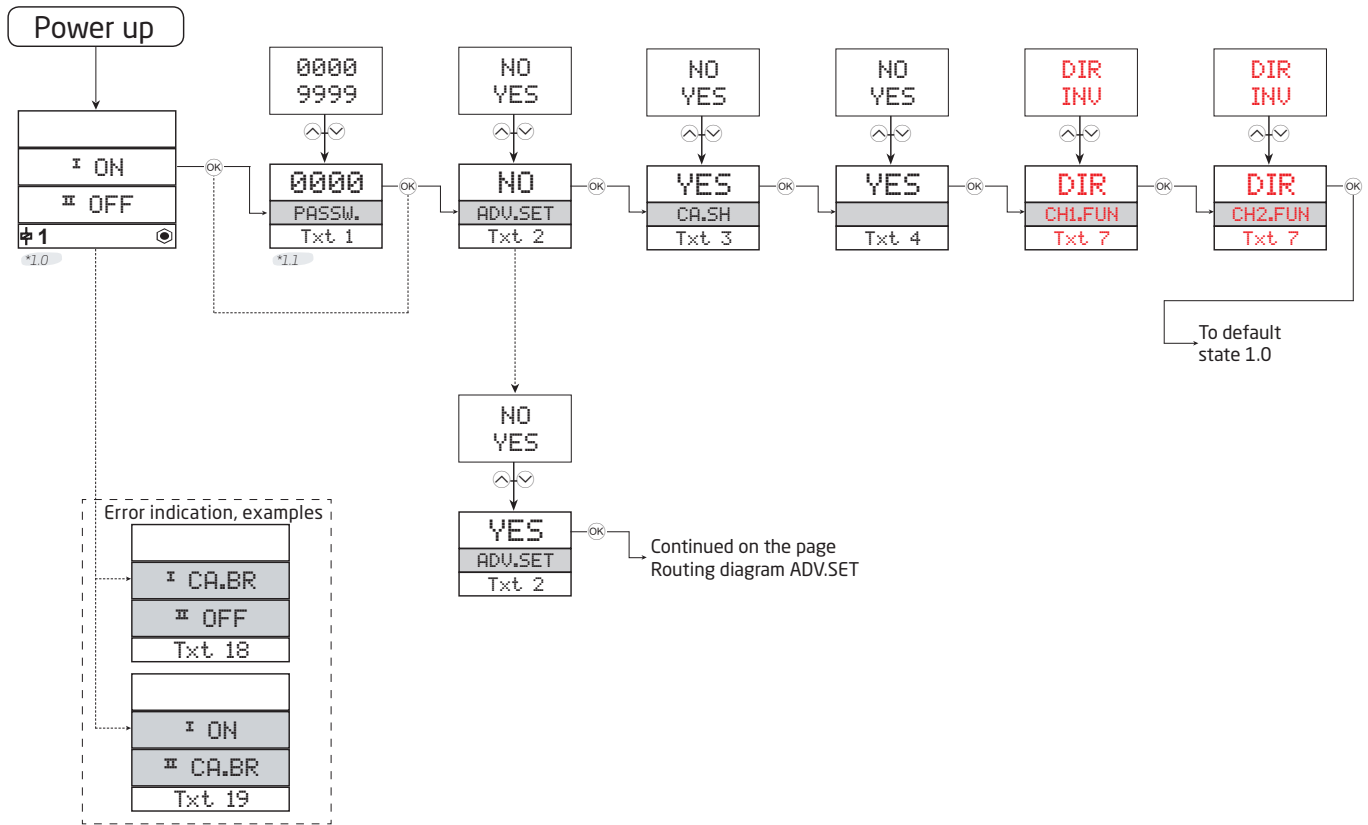 Power up
I ON
II OFF
1
*1.0
OK
0000
9999
0000
PASSW.
Txt 1
*1.1
OK
NO
YES
NO
ADV.SET
Txt 2
OK
NO
YES
YES
CA.SH
Txt 3
OK
NO
YES
YES
Txt 4
OK
DIR
INV
DIR
CH1.FUN
Txt 7
OK
DIR
INV
DIR
CH2.FUN
Txt 7
OK
To default
state 1.0
NO
YES
YES
ADV.SET
Txt 2
OK
Continued on the page
Routing diagram ADV.SET
Error indication, examples
I CA.BR
II OFF
Txt 18
I ON
II CA.BR
Txt 19